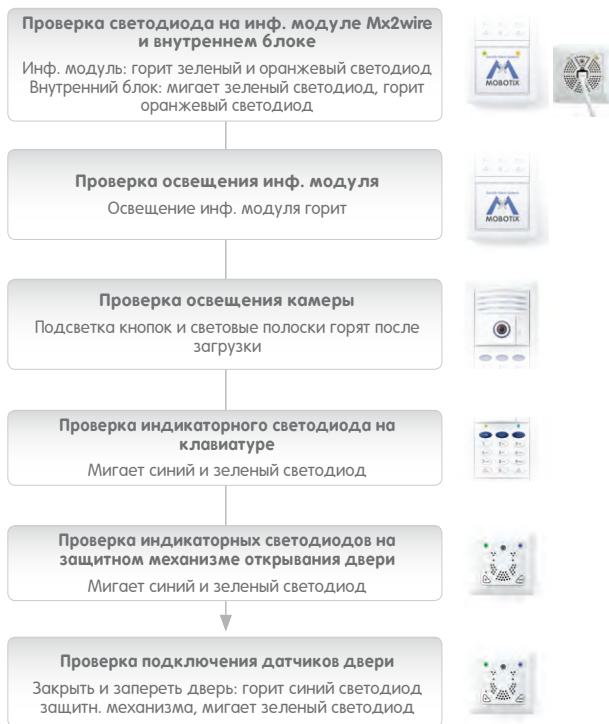 Проверка светодиода на инф. модуле Mx2wire
и внутреннем блоке
Инф. модуль: горит зеленый и оранжевый светодиод
Внутренний блок: мигает зеленый светодиод, горит
оранжевый светодиод
MOBOTIX
Проверка освещения инф. модуля
Освещение инф. модуля горит
MOBOTIX
Проверка освещения камеры
Подсветка кнопок и световые полоски горят после
загрузки
Проверка индикаторного светодиода на
клавиатуре
Мигает синий и зеленый светодиод
Проверка индикаторных светодиодов на
защитном механизме открывания двери
Мигает синий и зеленый светодиод
Проверка подключения датчиков двери
Закрыть и запереть дверь: горит синий светодиод
защитн. механизма, мигает зеленый светодиод